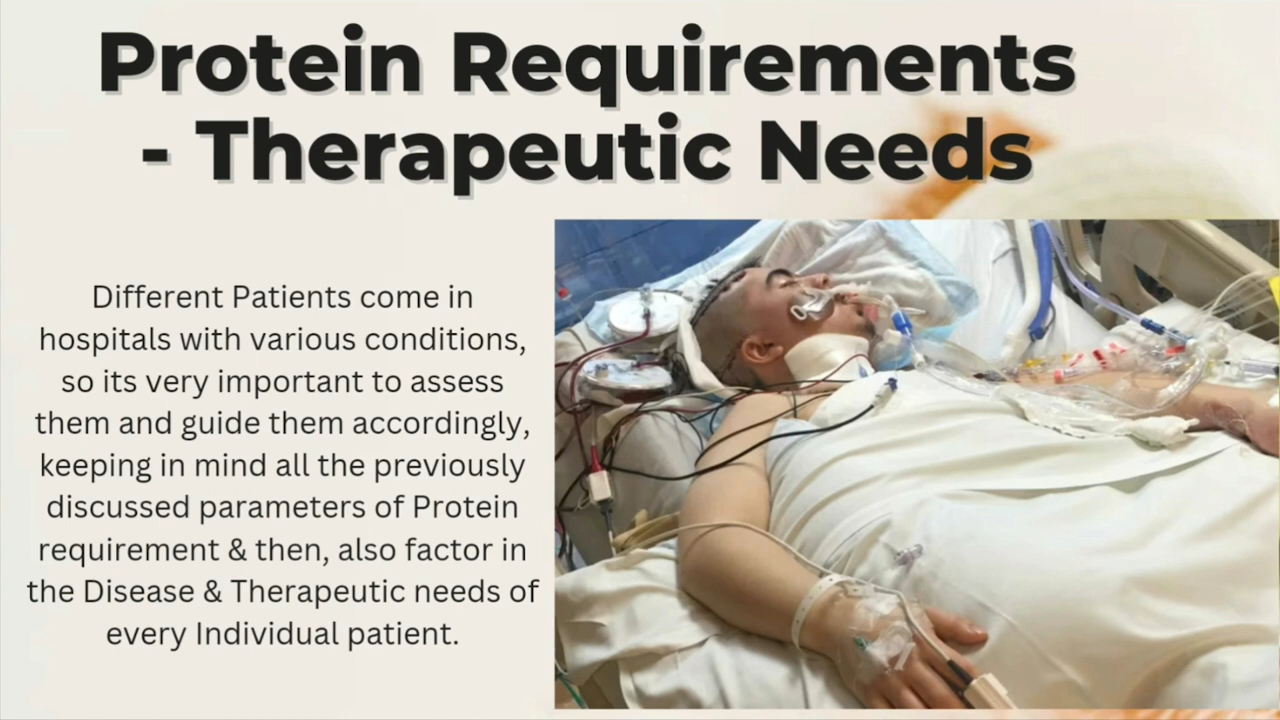 Protein Requirements
- Therapeutic Needs
Different Patients come in
hospitals with various conditions,
so its very important to assess
them and guide them accordingly,
keeping in mind all the previously
discussed parameters of Protein
requirement & then, also factor in
the Disease & Therapeutic needs of
every Individual patient.